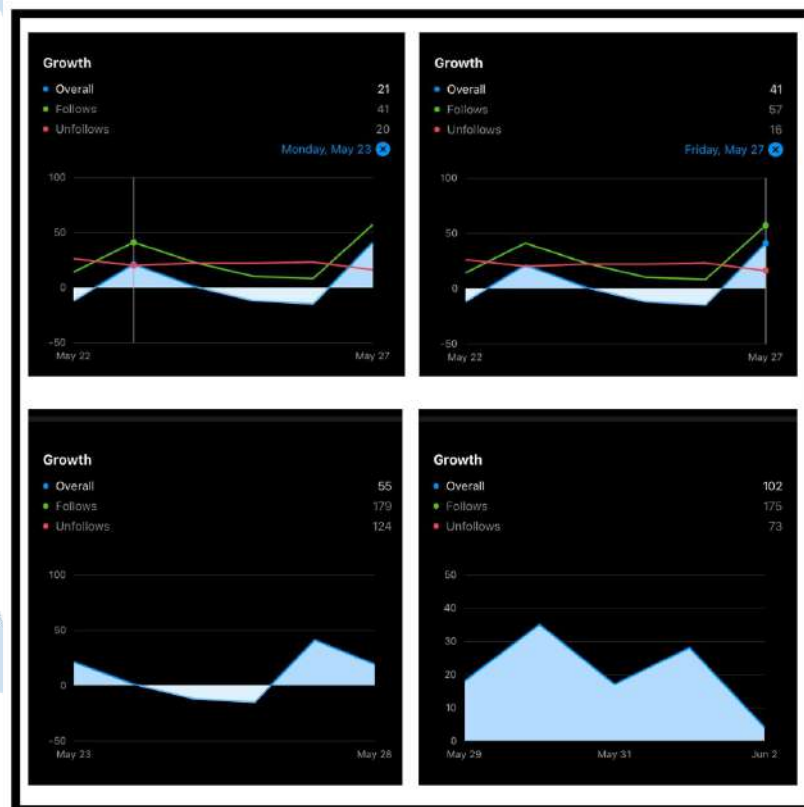 Growth
Overall 21
Follows 41
Unfollows 20
Monday, May 23
100
50
0
-50
May 22 May 27
Growth
Overall 41
Follows 57
Unfollows 16
Friday, May 27
100
50
0
-50
May 22 May 27
Growth
Overall 55
Follows 179
Unfollows 124
100
50
0
-50
May 23 May 28
Growth
Overall 102
Follows 175
Unfollows 73
50
40
30
20
10
0
May 29 May 31 Jun 2